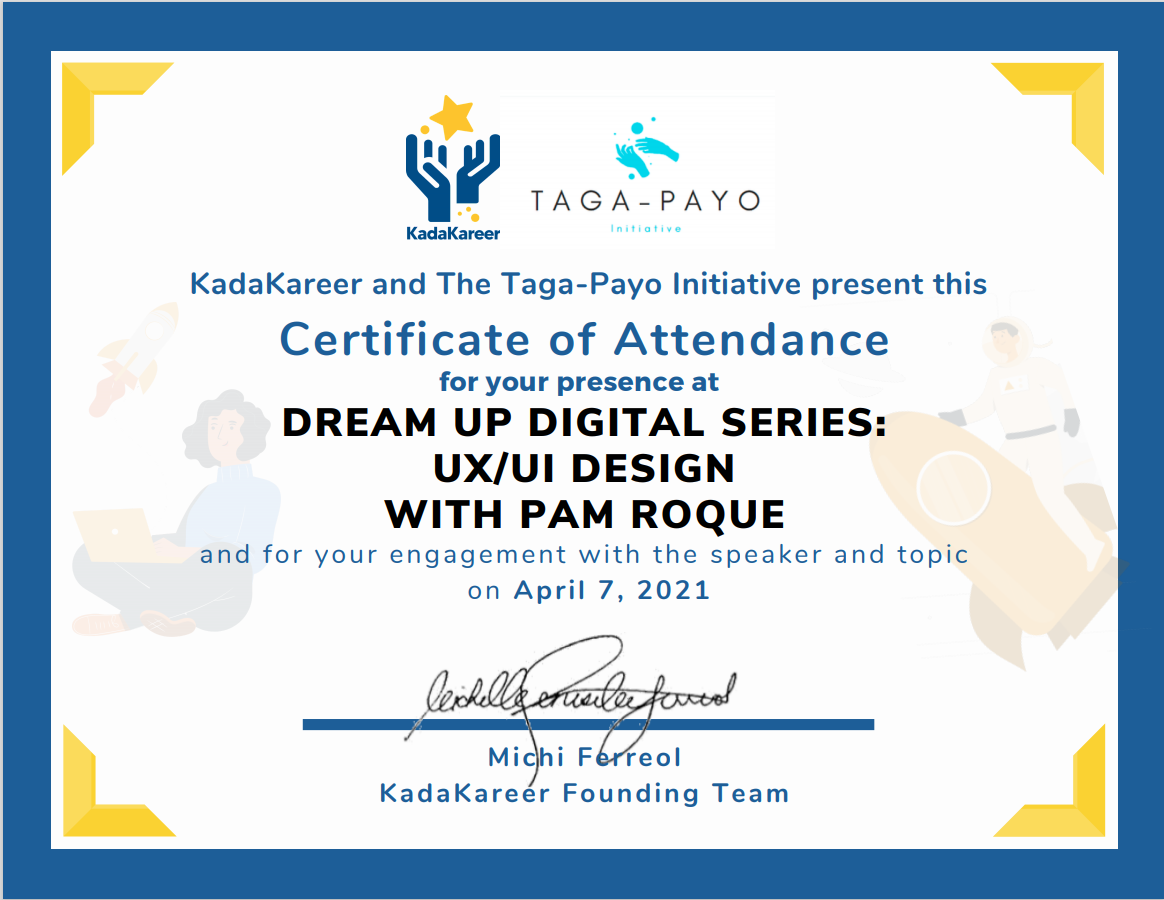 KadaKareer
TAGA-PAYO
Initiative
KadaKareer and The Taga-Payo Initiative present this
Certificate of Attendance
for your presence at
DREAM UP DIGITAL SERIES:
UX/UI DESIGN
WITH PAM ROQUE
and for your engagement with the speaker and topic
on April 7, 2021
Michi Ferreol
KadaKareer Founding Team